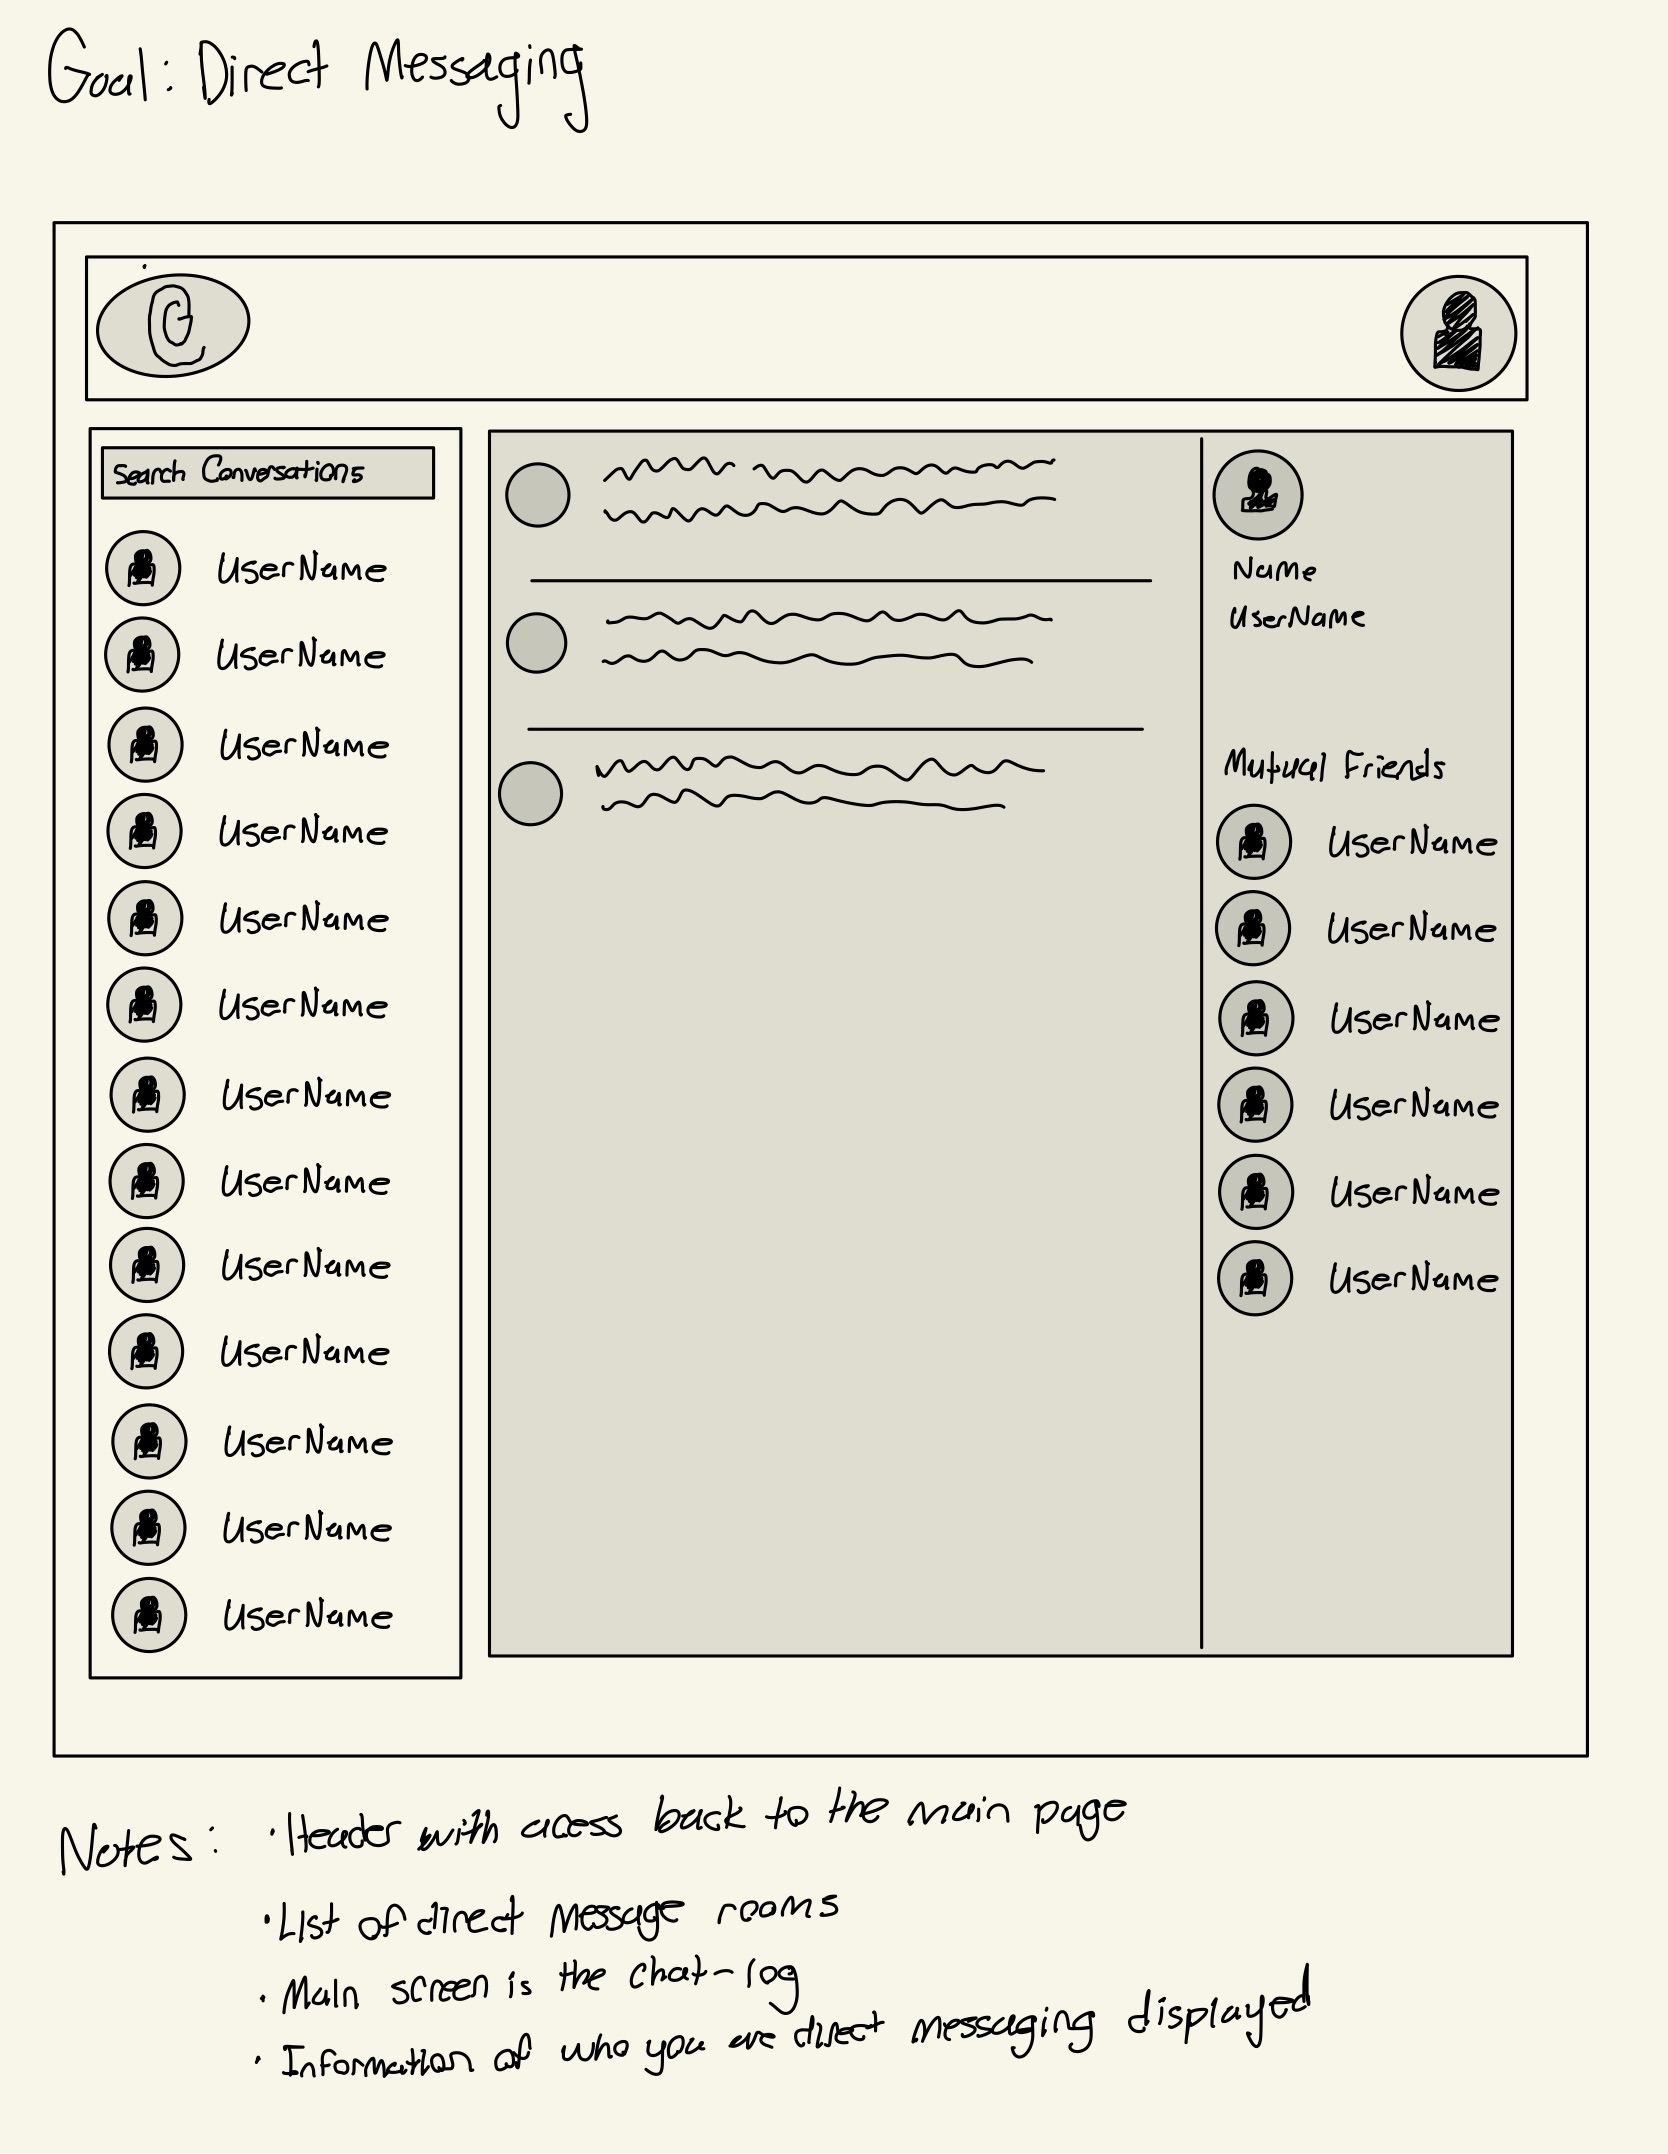 Goal: Direct Messaging
G
Search Conversations
UserName
UserName
UserName
UserName
UserName
UserName
UserName
UserName
UserName
UserName
UserName
UserName
UserName
Name
UserName
Mutual Friends
UserName
UserName
UserName
UserName
UserName
UserName
Notes: · Header with acess back to the main page
· List of direct message rooms
· Main screen is the chat-log
· Information of who you are direct messaging displayed